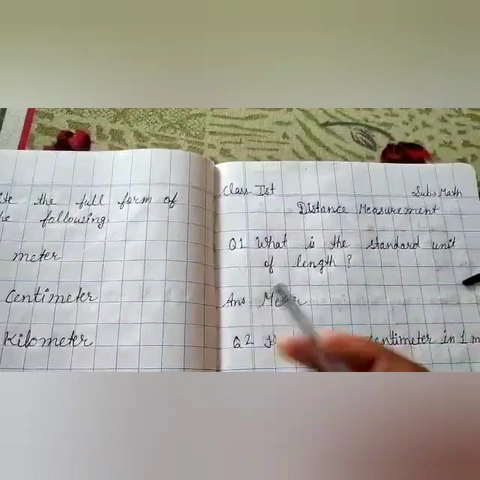 the full form of
following
meter
Centimeter
Kilometer
Class Ist Sub: Math
Distance Measurement
Q1 What is the standard unit
of length ?
Ans
Q2 centimeter in 1 m